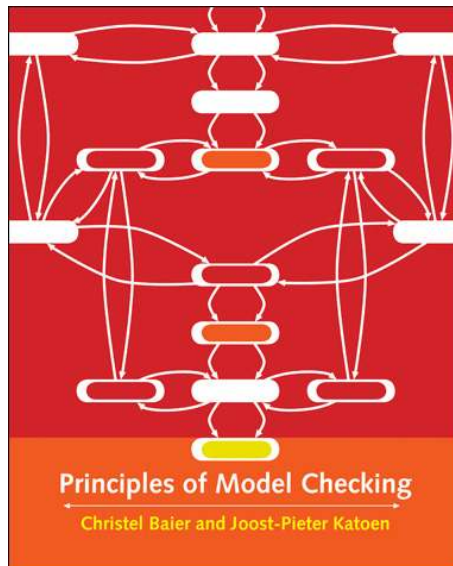 Principles of Model Checking
Christel Baier and Joost-Pieter Katoen